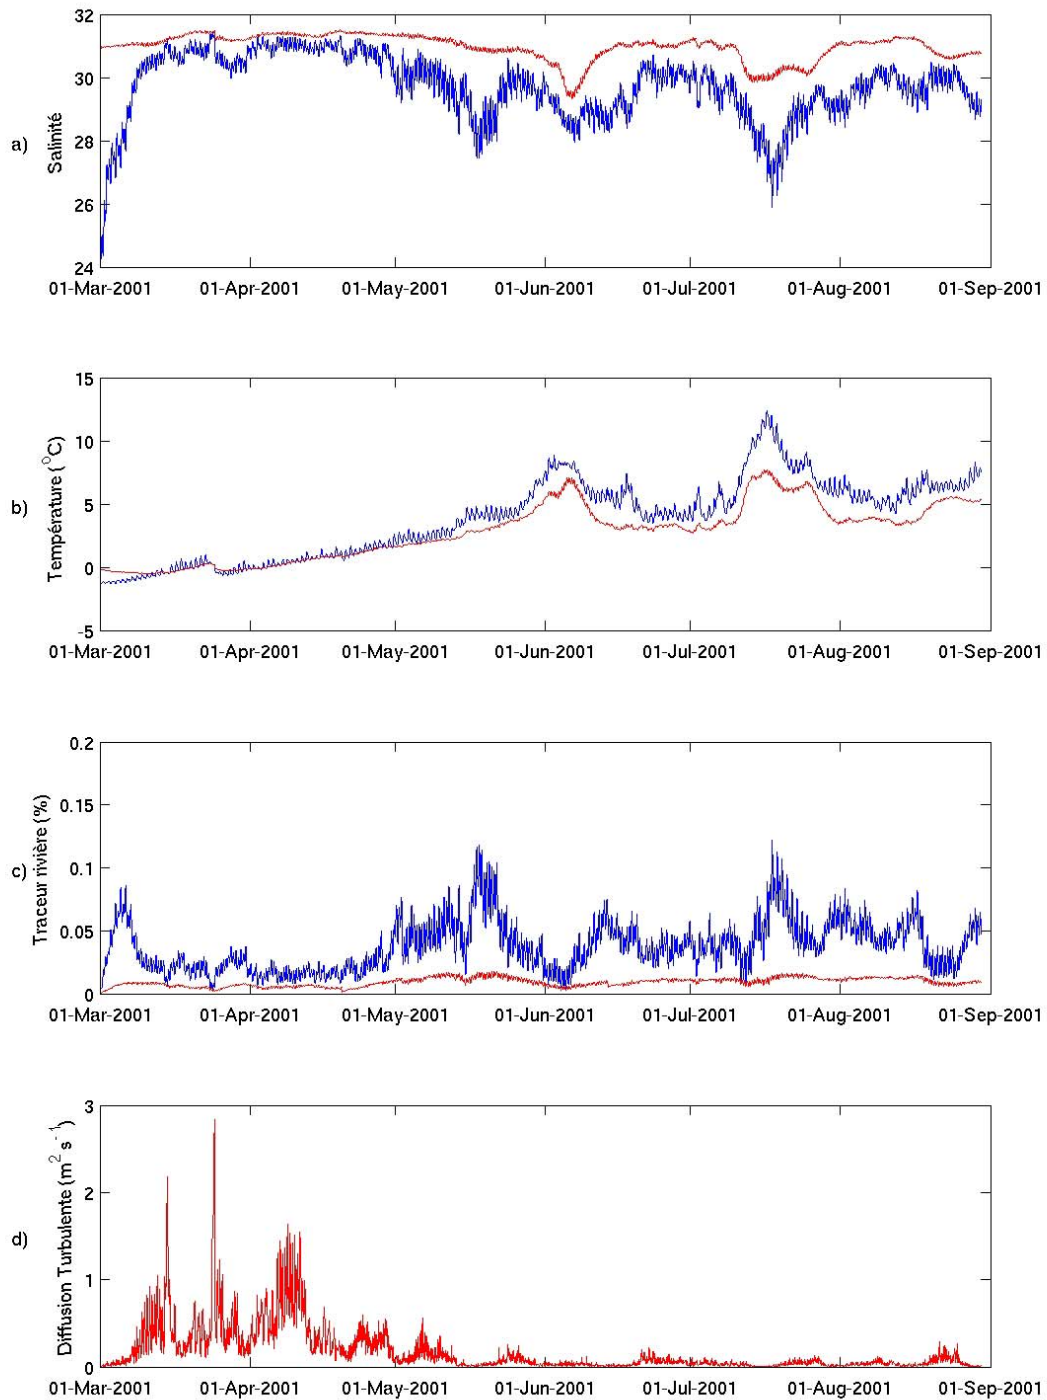 32
30
28
26
24
a)
Salinité
01-Mar-2001 01-Apr-2001 01-May-2001 01-Jun-2001 01-Jul-2001 01-Aug-2001 01-Sep-2001
15
10
5
0
-5
b)
Température (°C)
01-Mar-2001 01-Apr-2001 01-May-2001 01-Jun-2001 01-Jul-2001 01-Aug-2001 01-Sep-2001
0.2
0.15
0.1
0.05
0
c)
Traceur rivière (%)
01-Mar-2001 01-Apr-2001 01-May-2001 01-Jun-2001 01-Jul-2001 01-Aug-2001 01-Sep-2001
3
2
1
0
d)
Diffusion Turbulente (m² s⁻¹)
01-Mar-2001 01-Apr-2001 01-May-2001 01-Jun-2001 01-Jul-2001 01-Aug-2001 01-Sep-2001